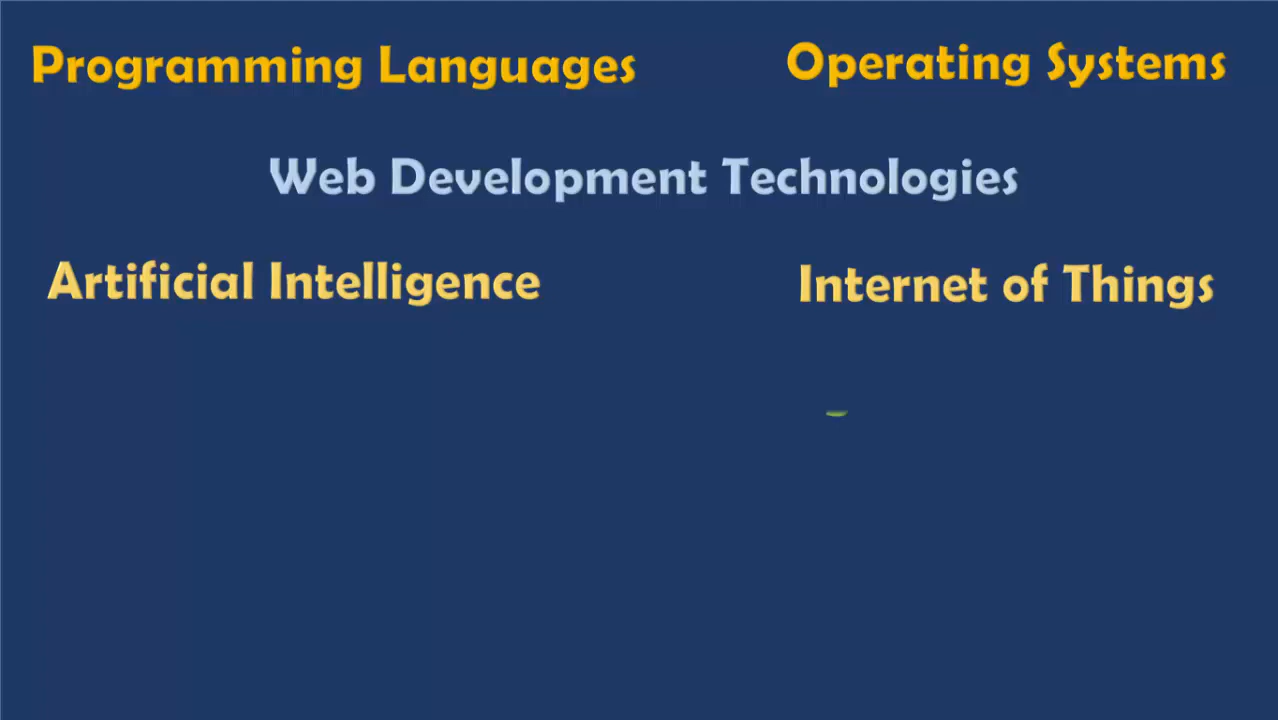 Programming Languages
Operating Systems
Web Development Technologies
Artificial Intelligence
Internet of Things